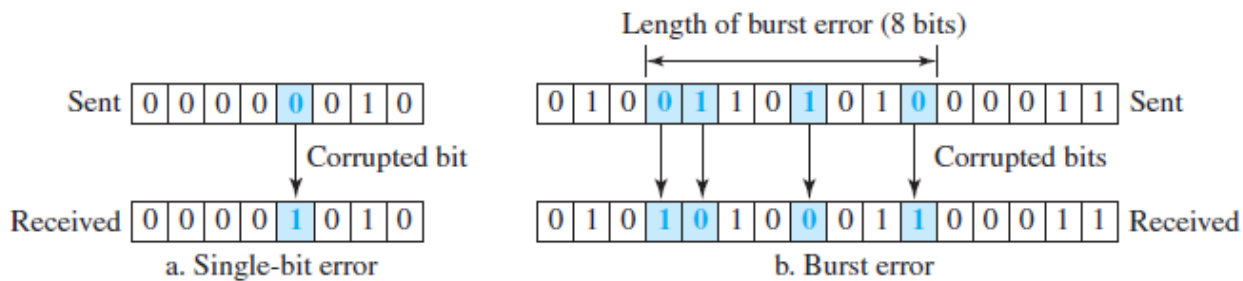 Length of burst error (8 bits)
Sent 0 0 0 0 0 0 1 0
0 1 0 0 1 1 0 1 0 1 0 0 0 0 1 1 Sent
Corrupted bit
Corrupted bits
Received 0 0 0 0 1 0 1 0
0 1 0 1 0 1 0 0 0 1 1 0 0 0 1 1 Received
a. Single-bit error
b. Burst error